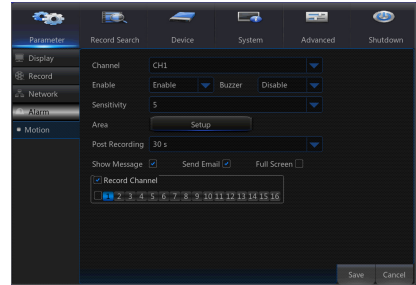 Parameter Record Search Device System Advanced Shutdown
Display
Record
Network
Alarm
Motion
Channel CH1
Enable Enable Buzzer Disable
Sensitivity 5
Area Setup
Post Recording 30 s
Show Message Send Email Full Screen
Record Channel
1 2 3 4 5 6 7 8 9 10 11 12 13 14 15 16
Save Cancel